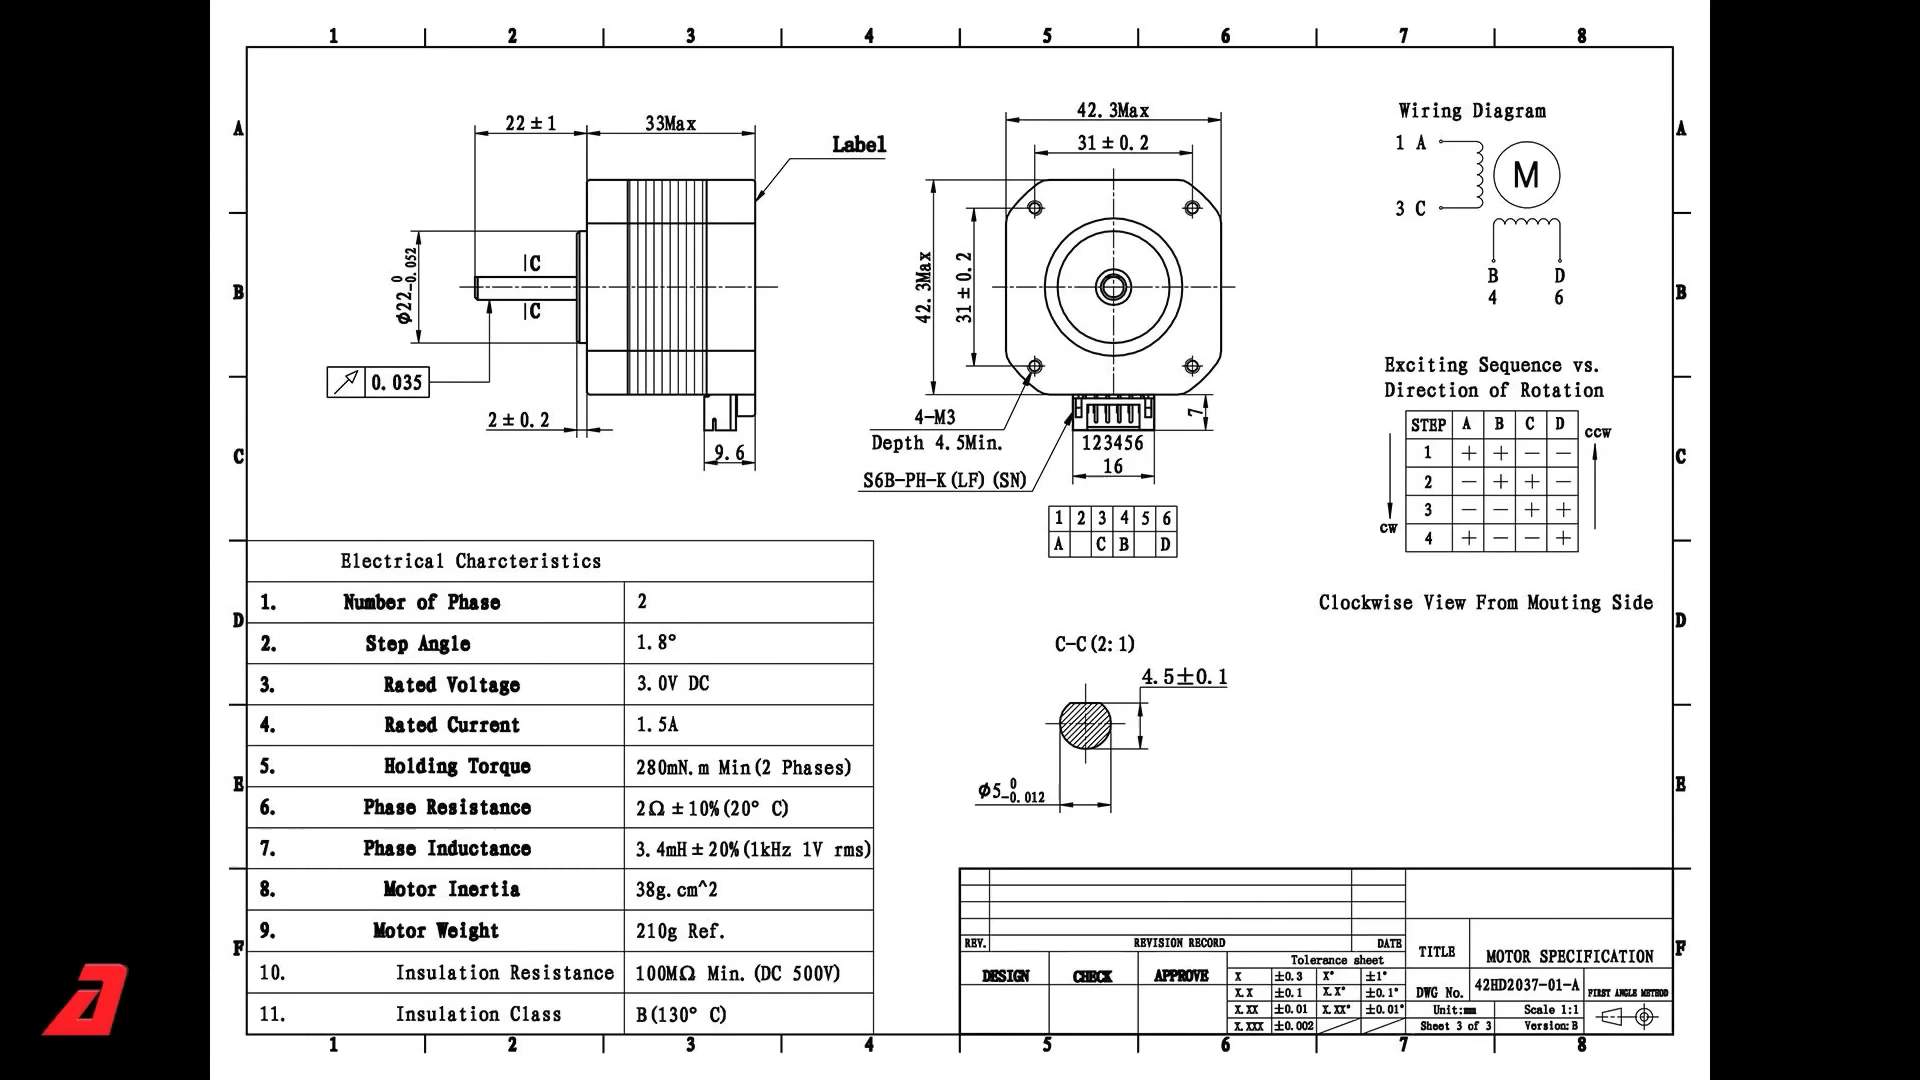 1 2 3 4 5 6 7 8
A A
B B
C C
D D
E E
F F
22±1
33Max
Label
ϕ22 0 -0.052
C
C
0.035
2±0.2
9.6
42.3Max
31±0.2
42.3Max
31±0.2
4-M3
Depth 4.5Min.
S6B-PH-K(LF)(SN)
7
123456
16
1 2 3 4 5 6
A C B D
Wiring Diagram
1 A
M
3 C
B D
4 6
Exciting Sequence vs.
Direction of Rotation
STEP A B C D
1 + + - -
2 - + + -
3 - - + +
4 + - - +
CCW
CW
Clockwise View From Mouting Side
Electrical Charcteristics
1. Number of Phase 2
2. Step Angle 1.8°
3. Rated Voltage 3.0V DC
4. Rated Current 1.5A
5. Holding Torque 280mN.m Min(2 Phases)
6. Phase Resistance 2Ω±10%(20° C)
7. Phase Inductance 3.4mH±20%(1kHz 1V rms)
8. Motor Inertia 38g.cm^2
9. Motor Weight 210g Ref.
10. Insulation Resistance 100MΩ Min.(DC 500V)
11. Insulation Class B(130° C)
C-C(2:1)
4.5±0.1
ϕ5 0 -0.012
REV. REVISION RECORD DATE
DESIGN CHECK APPROVE
Tolerance sheet
X ±0.3 X° ±1°
X.X ±0.1 X.X° ±0.1°
X.XX ±0.01 X.XX° ±0.01°
X.XXX ±0.002
TITLE MOTOR SPECIFICATION
DWG No. 42HD2037-01-A FIRST ANGLE METHOD
Unit:mm Scale 1:1
Sheet 3 of 3 Version:B
1 2 3 4 5 6 7 8